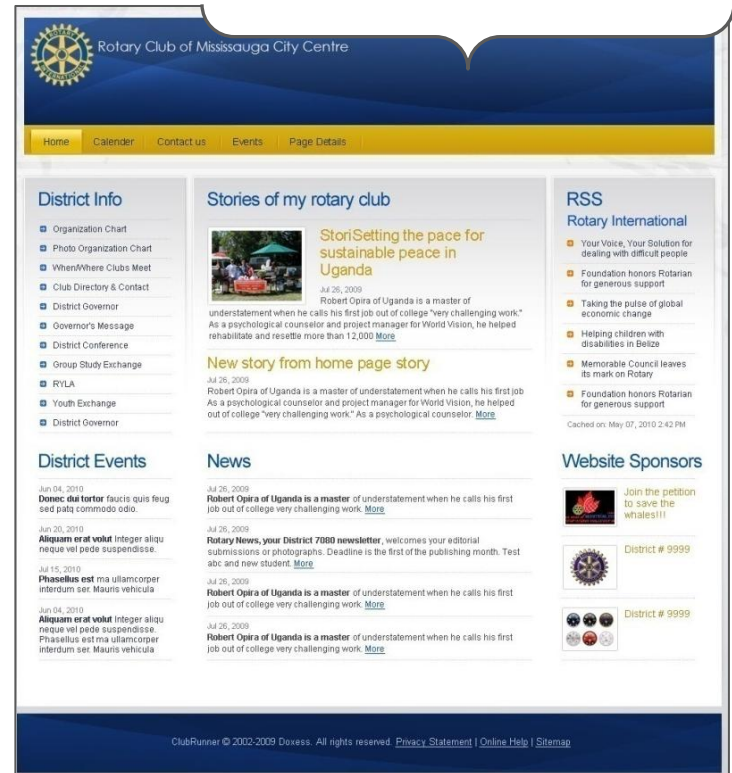 Rotary Club of Mississauga City Centre
Home Calender Contact us Events Page Details
District Info
Organization Chart
Photo Organization Chart
When/Where Clubs Meet
Club Directory & Contact
District Governor
Governor's Message
District Conference
Group Study Exchange
RYLA
Youth Exchange
District Governor
Stories of my rotary club
StoriSetting the pace for
sustainable peace in
Uganda
Jul 26, 2009
Robert Opira of Uganda is a master of
understatement when he calls his first job out of college "very challenging work."
As a psychological counselor and project manager for World Vision, he helped
rehabilitate and resettle more than 12,000 More
New story from home page story
Jul 26, 2009
Robert Opira of Uganda is a master of understatement when he calls his first job
As a psychological counselor and project manager for World Vision, he helped
out of college "very challenging work." As a psychological counselor. More
RSS
Rotary International
Your Voice, Your Solution for
dealing with difficult people
Foundation honors Rotarian
for generous support
Taking the pulse of global
economic change
Helping children with
disabilities in Belize
Memorable Council leaves
its mark on Rotary
Foundation honors Rotarian
for generous support
Cached on: May 07, 2010 2:42 PM
District Events
Jun 04, 2010
Donec dui tortor faucis quis feug
sed patq commodo odio.
Jun 20, 2010
Aliquam erat volut Integer aliqu
neque vel pede suspendisse.
Jul 15, 2010
Phasellus est ma ullamcorper
interdum ser. Mauris vehicula
Jun 04, 2010
Aliquam erat volut Integer aliqu
neque vel pede suspendisse.
Phasellus est ma ullamcorper
interdum ser. Mauris vehicula
News
Jul 26, 2009
Robert Opira of Uganda is a master of understatement when he calls his first
job out of college very challenging work. More
Jul 26, 2009
Rotary News, your District 7080 newsletter, welcomes your editorial
submissions or photographs. Deadline is the first of the publishing month. Test
abc and new student. More
Jul 26, 2009
Robert Opira of Uganda is a master of understatement when he calls his first
job out of college very challenging work. More
Jul 26, 2009
Robert Opira of Uganda is a master of understatement when he calls his first
job out of college very challenging work. More
Website Sponsors
Join the petition
to save the
whales!!!
District # 9999
District # 9999
ClubRunner © 2002-2009 Doxess. All rights reserved. Privacy Statement | Online Help | Sitemap